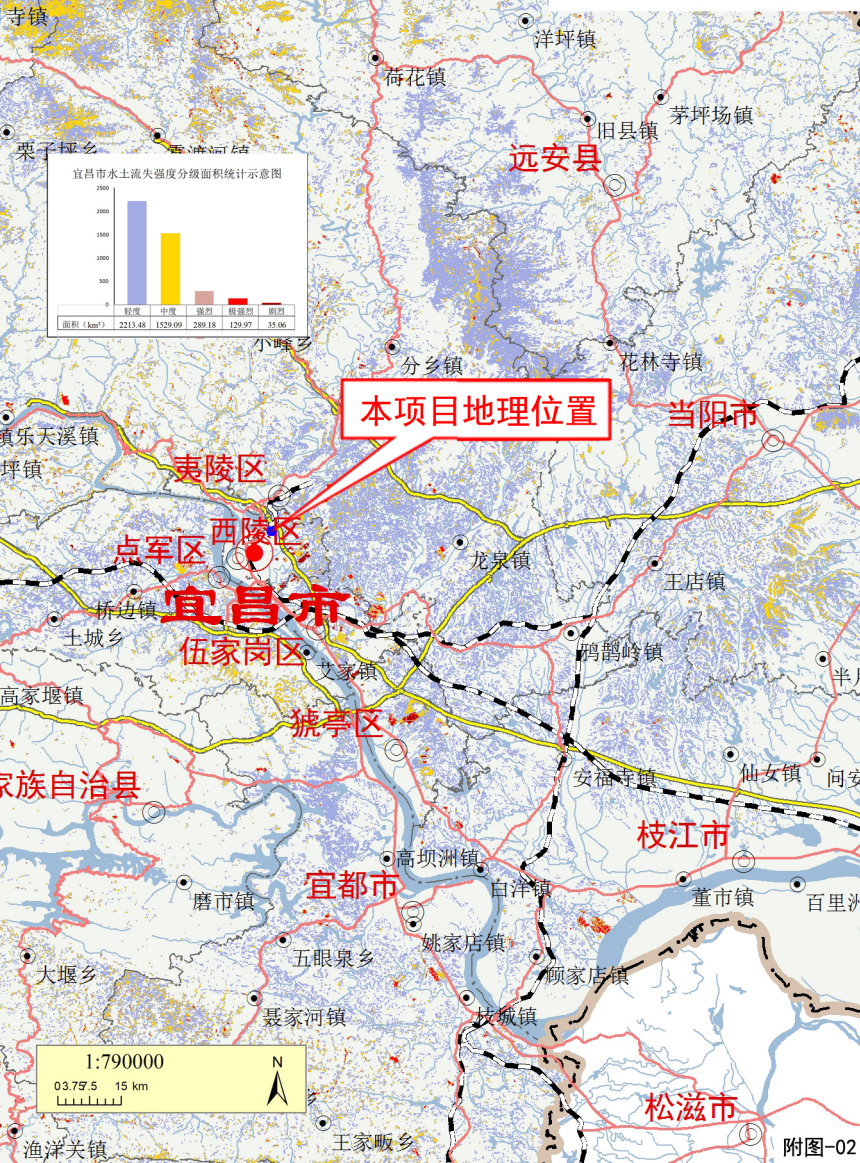 寺镇
洋坪镇
荷花镇
茅坪场镇
旧县镇
栗子坪乡
雾渡河镇
远安县
宜昌市水土流失强度分级面积统计示意图
2500
2000
1500
1000
500
0
轻度 中度 强烈 极强烈 剧烈
面积（km²） 2213.48 1529.09 289.18 129.97 35.06
小峰乡
分乡镇
花林寺镇
本项目地理位置
当阳市
镇乐天溪镇
坪镇
夷陵区
西陵区
点军区
龙泉镇
王店镇
宜昌市
桥边镇
土城乡
伍家岗区
艾家镇
鸦鹊岭镇
半月
高家堰镇
猇亭区
家族自治县
安福寺镇
仙女镇
问安
枝江市
高坝洲镇
宜都市
白洋镇
磨市镇
董市镇
百里洲
姚家店镇
五眼泉乡
大堰乡
顾家店镇
聂家河镇
枝城镇
1:790000
0 3.75 7.5 15 km
N
松滋市
渔洋关镇
王家畈乡
乡
附图-02